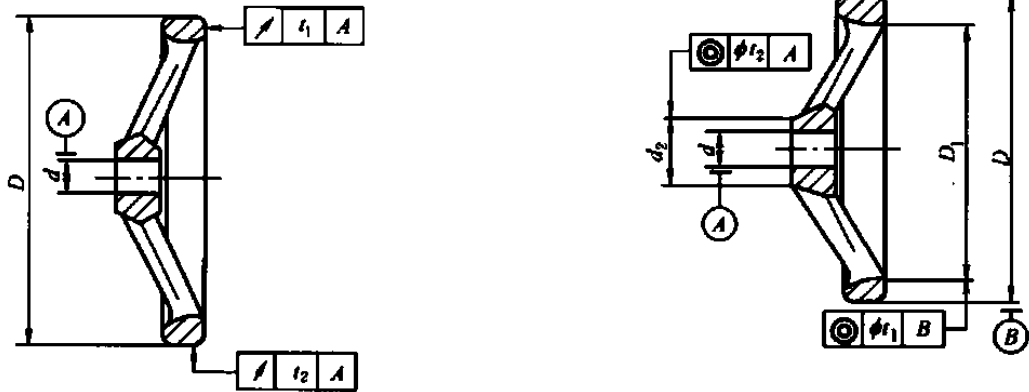 ↗ t₁ A
A
D
d
↗ t₂ A
◎ ϕt₂ A
d₂
d
D₁
D
A
◎ ϕt₁ B
B